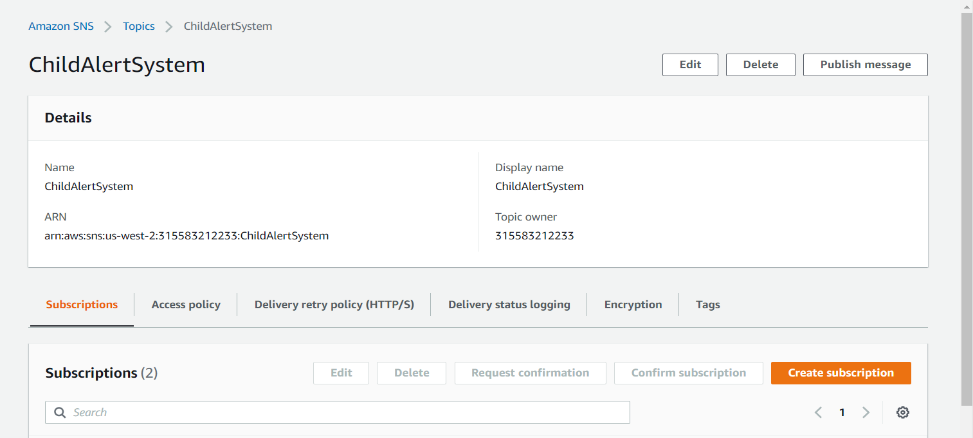 Amazon SNS > Topics > ChildAlertSystem
ChildAlertSystem
Edit Delete Publish message
Details
Name Display name
ChildAlertSystem ChildAlertSystem
ARN Topic owner
arn:aws:sns:us-west-2:315583212233:ChildAlertSystem 315583212233
Subscriptions Access policy Delivery retry policy (HTTP/S) Delivery status logging Encryption Tags
Subscriptions (2) Edit Delete Request confirmation Confirm subscription Create subscription
Search < 1 >